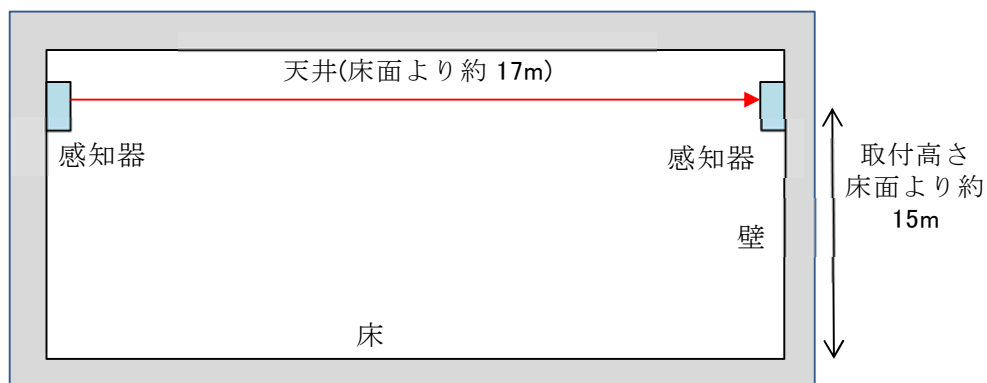 天井(床面より約 17m)
感知器
感知器
取付高さ
床面より約
15m
壁
床